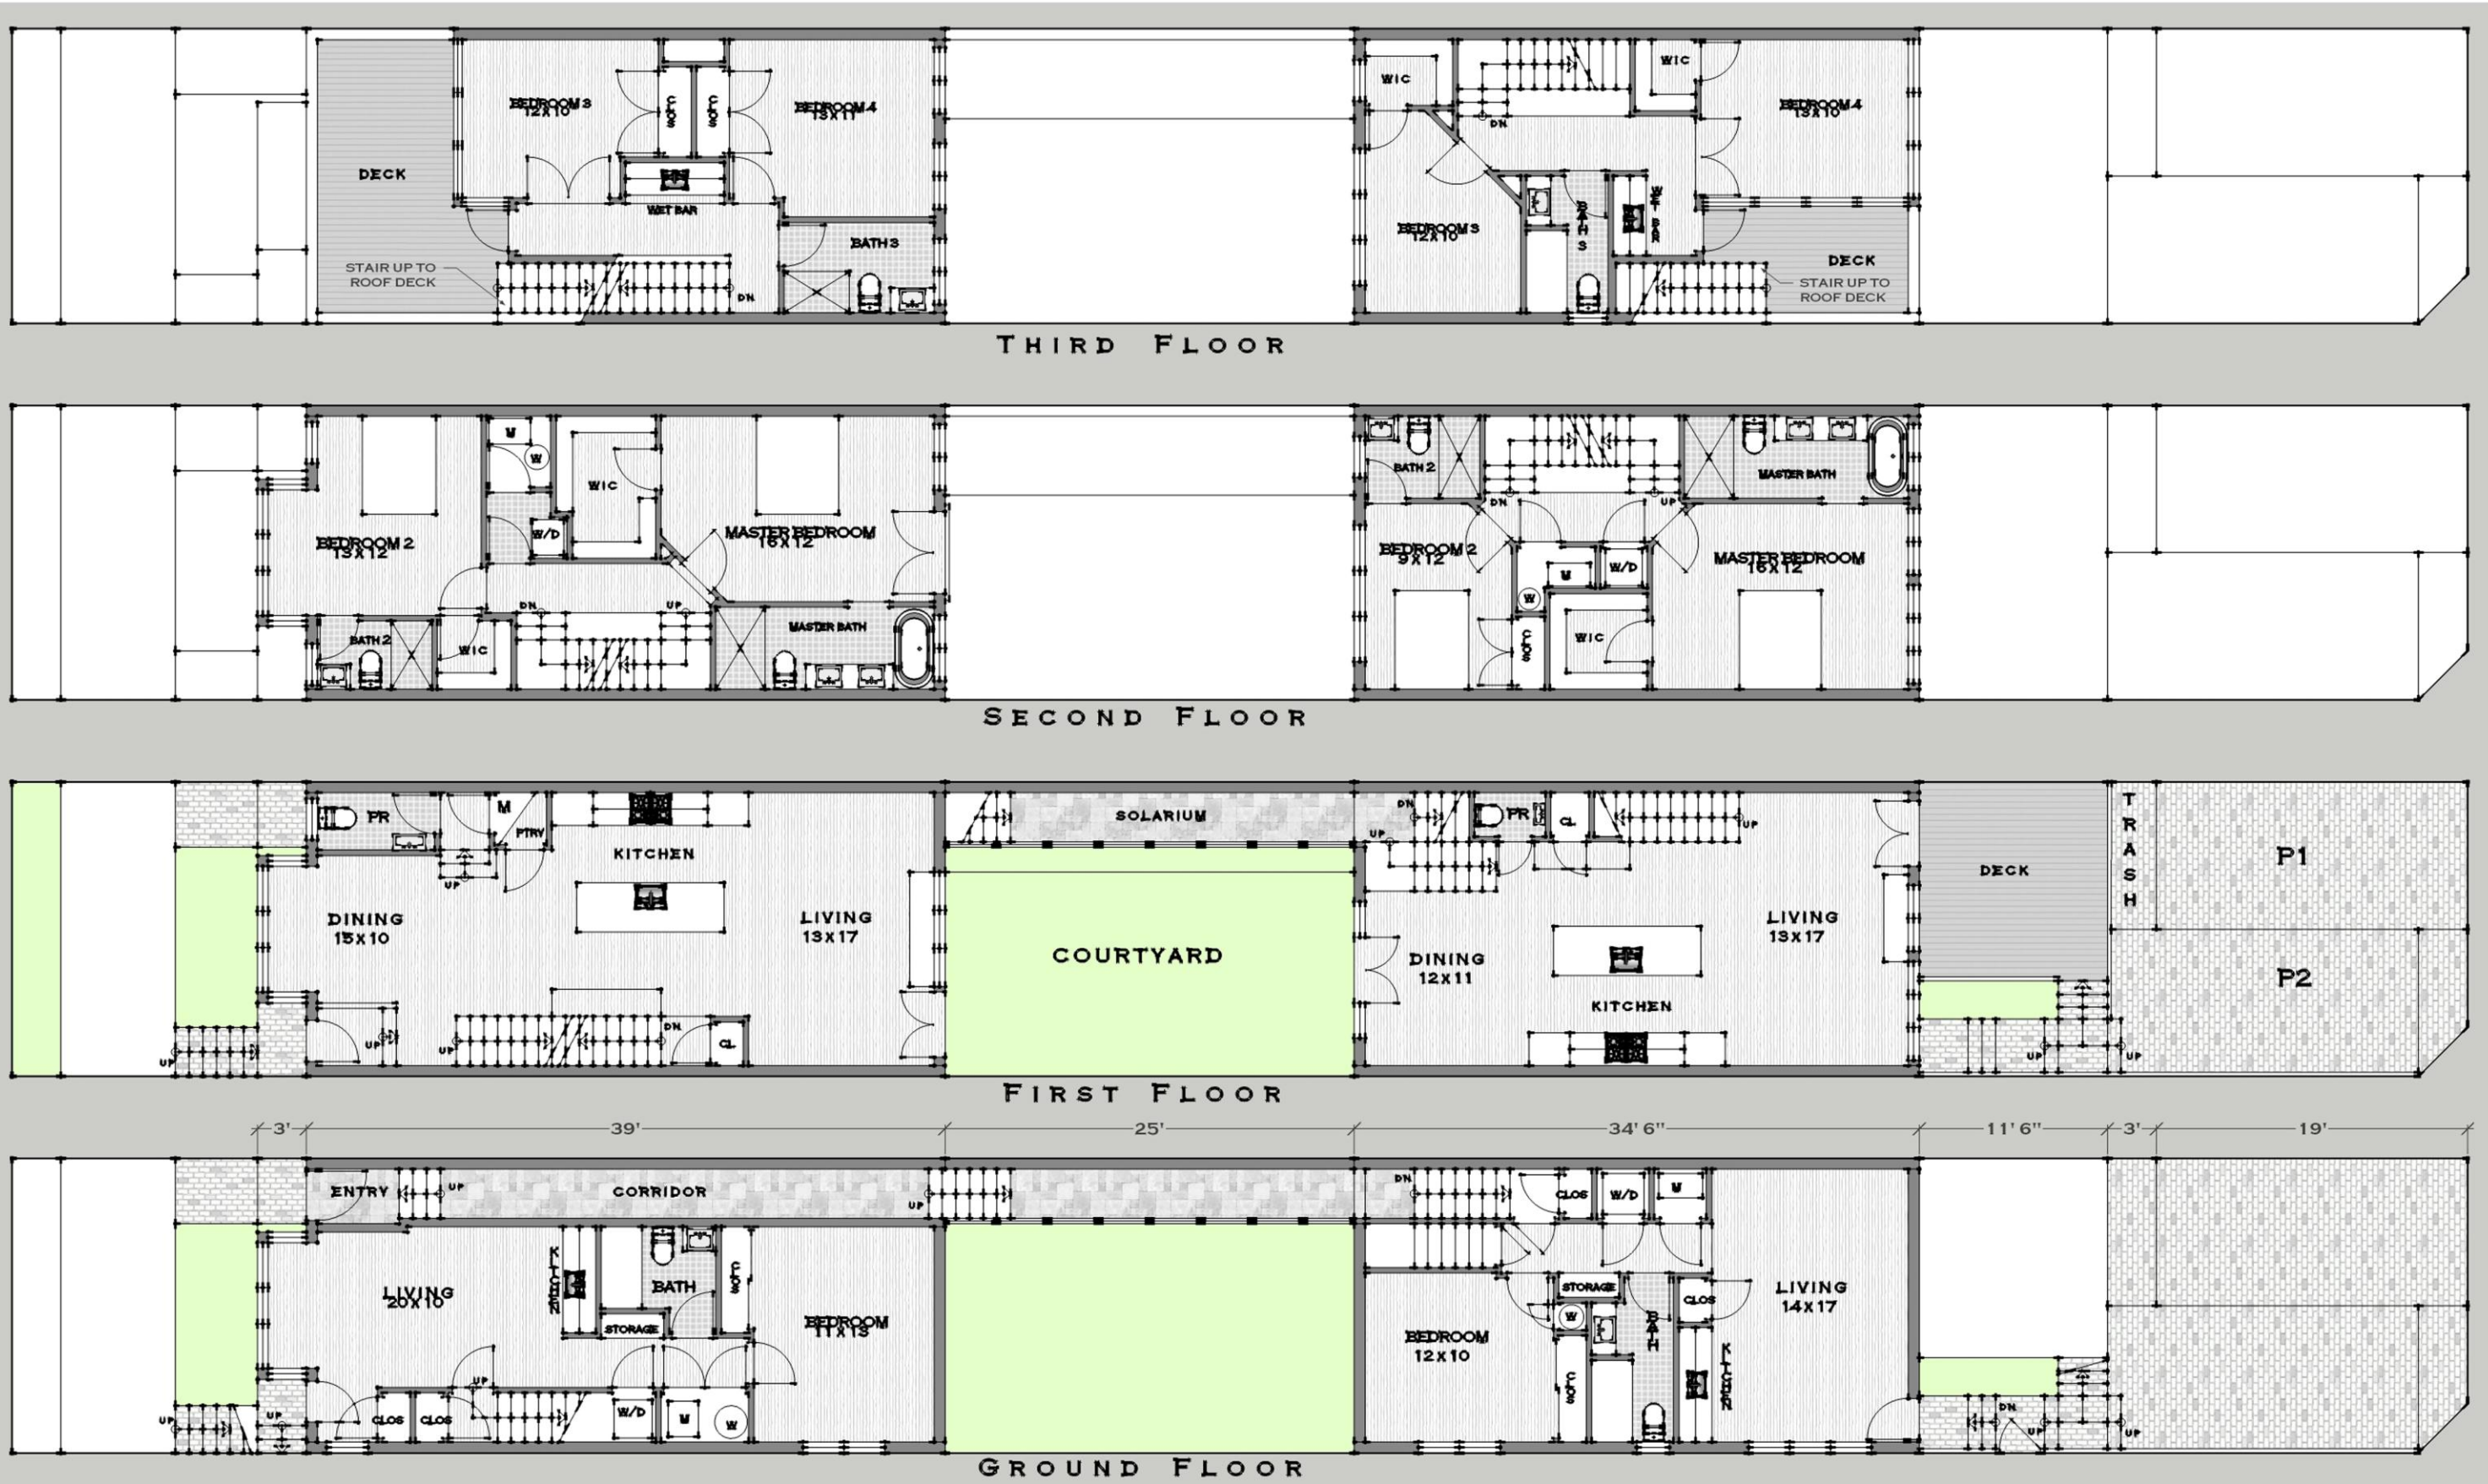 WIC
WIC
BEDROOM 3
12X10
CLOS
CLOS
BEDROOM 4
13X11
BEDROOM 4
13X10
DN
DECK
WET BAR
BATH 3
BEDROOM 3
12X10
BATH 3
WET BAR
DECK
STAIR UP TO
ROOF DECK
DN
STAIR UP TO
ROOF DECK
THIRD FLOOR
M
W
WIC
BATH 2
MASTER BATH
DN
UP
W/D
MASTER BEDROOM
16X12
BEDROOM 2
13X12
BEDROOM 2
9X12
MASTER BEDROOM
16X12
M
W/D
W
DN
UP
BATH 2
WIC
MASTER BATH
CLOS
WIC
SECOND FLOOR
PR
M
PTRY
SOLARIUM
DN
UP
PR
CL
UP
TRASH
KITCHEN
UP
P1
DECK
DINING
15X10
LIVING
13X17
COURTYARD
DINING
12X11
LIVING
13X17
P2
KITCHEN
UP
UP
UP
DN
CL
UP
UP
FIRST FLOOR
3'
39'
25'
34' 6"
11' 6"
3'
19'
ENTRY
UP
CORRIDOR
UP
DN
CLOS
W/D
M
LIVING
20X10
BATH
CLOS
STORAGE
BEDROOM
11X13
STORAGE
W
CLOS
LIVING
14X17
BATH
BEDROOM
12X10
CLOS
UP
UP
CLOS
CLOS
UP
W/D
M
W
DN
UP
UP
GROUND FLOOR